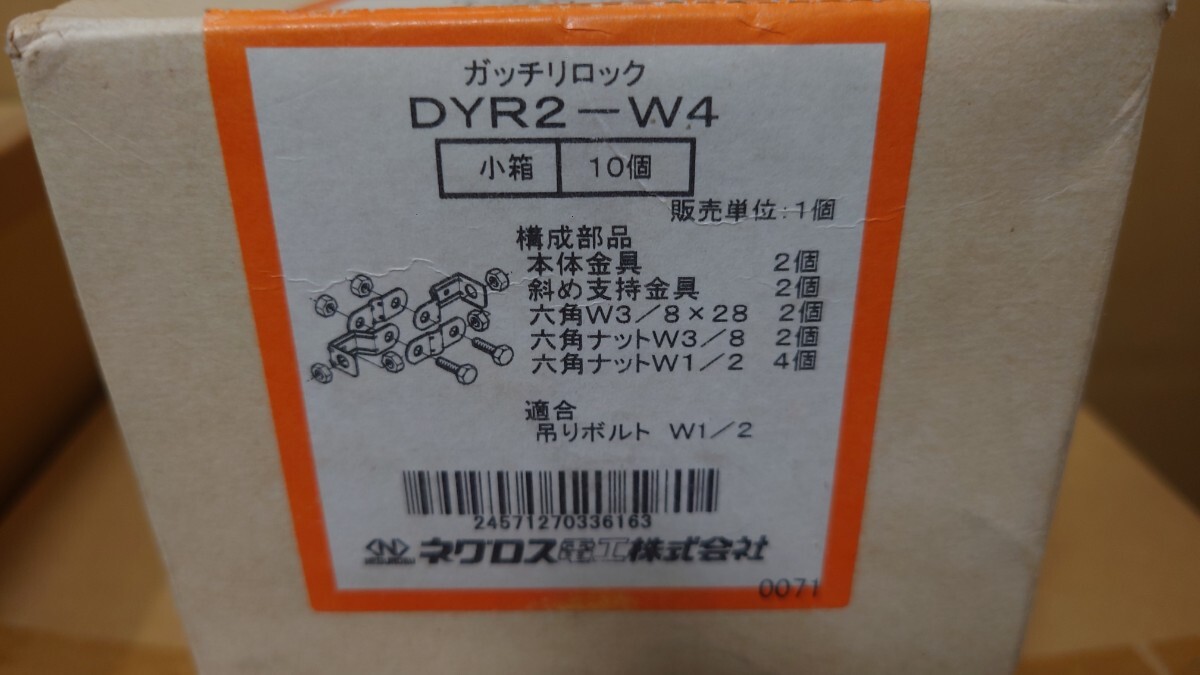 ガッチリロック
DYR2－W4
小箱 10個
販売単位:1個
構成部品
本体金具 2個
斜め支持金具 2個
六角W3／8×28 2個
六角ナットW3／8 2個
六角ナットW1／2 4個
適合
吊りボルト W1／2
24571270336163
ネグロス電工株式会社
0071